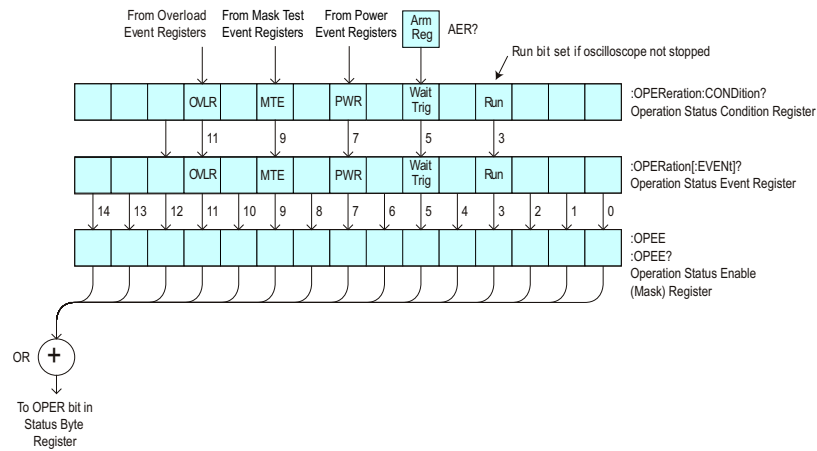 From Overload
Event Registers
From Mask Test
Event Registers
From Power
Event Registers
Arm
Reg
AER?
Run bit set if oscilloscope not stopped
OVLR
MTE
PWR
Wait
Trig
Run
:OPEReration:CONDition?
Operation Status Condition Register
11
9
7
5
3
OVLR
MTE
PWR
Wait
Trig
Run
:OPERation[:EVENt]?
Operation Status Event Register
14
13
12
11
10
9
8
7
6
5
4
3
2
1
0
:OPEE
:OPEE?
Operation Status Enable
(Mask) Register
OR
+
To OPER bit in
Status Byte
Register